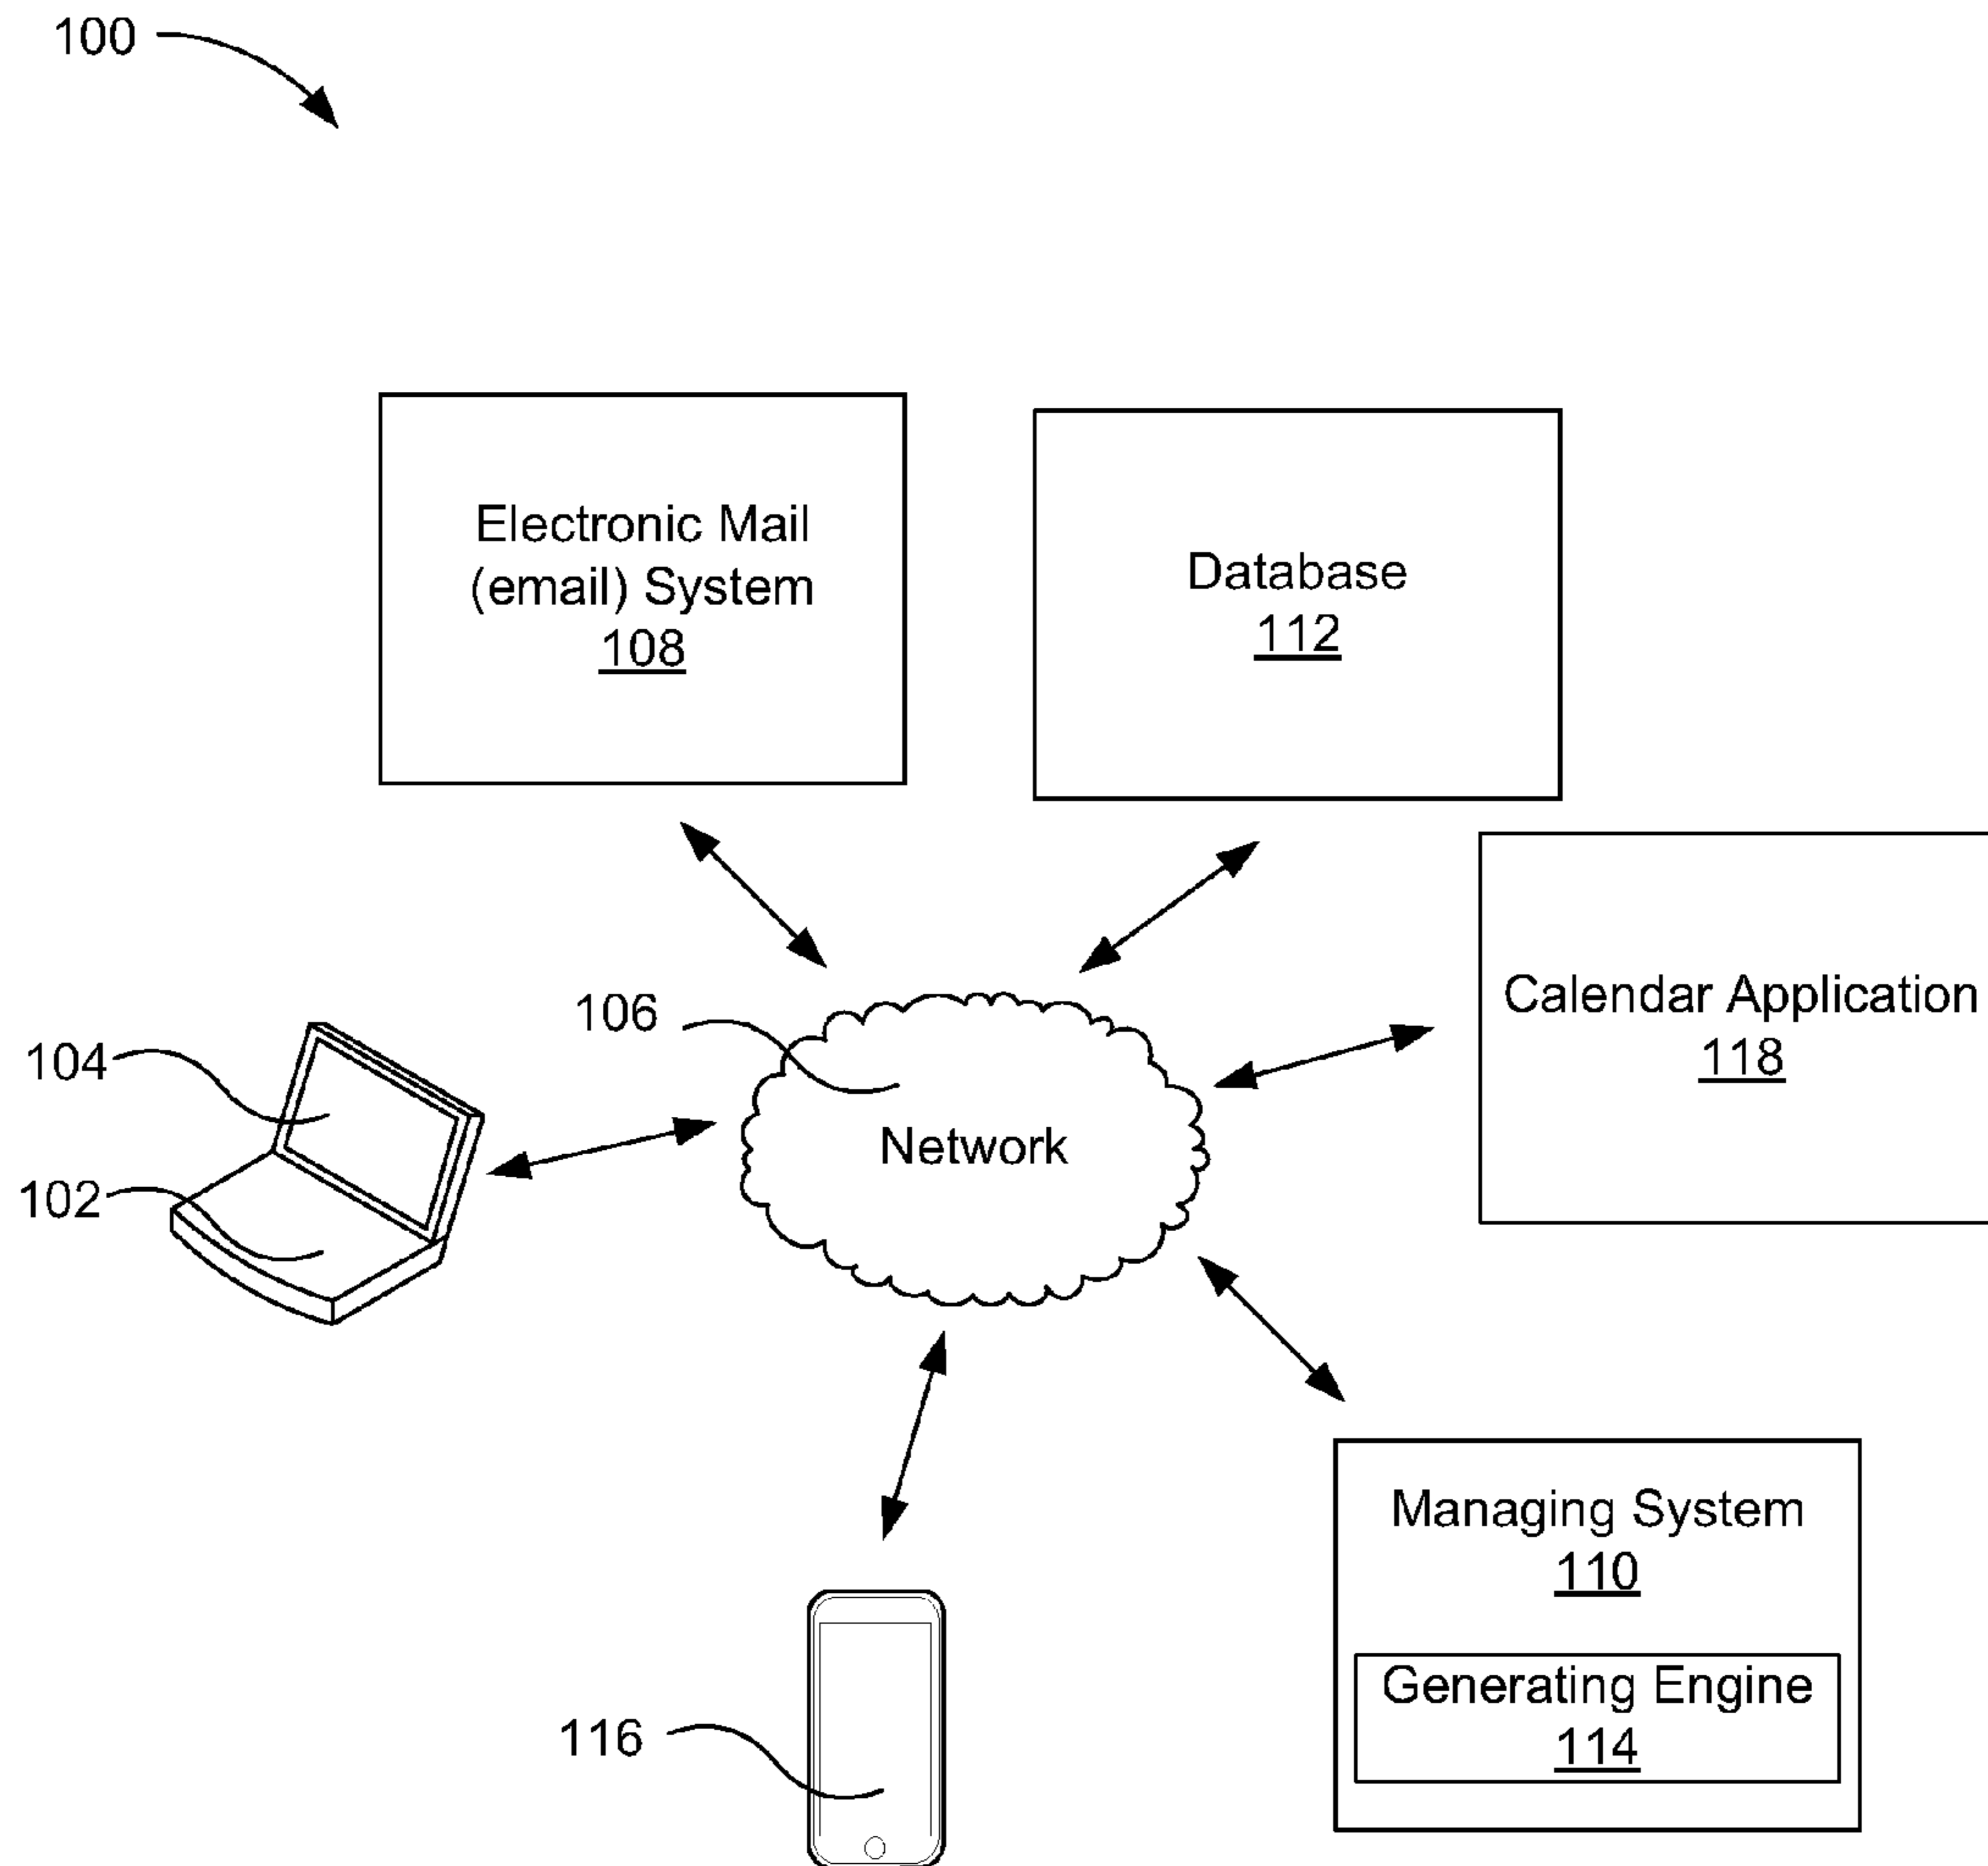 100
Electronic Mail
(email) System
108
Database
112
Calendar Application
118
106
104
Network
102
Managing System
110
Generating Engine
114
116